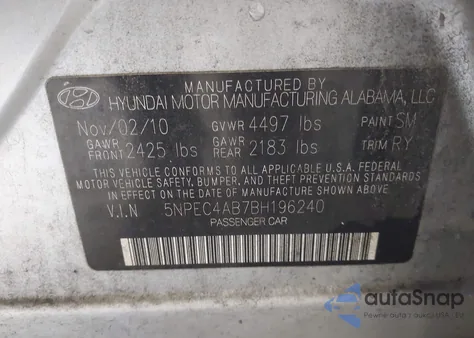 MANUFACTURED BY
HYUNDAI MOTOR MANUFACTURING ALABAMA, LLC
Nov/02/10 GVWR 4497 lbs PAINT SM
GAWR FRONT 2425 lbs GAWR REAR 2183 lbs TRIM RY
THIS VEHICLE CONFORMS TO ALL APPLICABLE U.S.A FEDERAL
MOTOR VEHICLE SAFETY, BUMPER, AND THEFT PREVENTION STANDARDS
IN EFFECT ON THE DATE OF MANUFACTURE SHOWN ABOVE.
V.I.N 5NPEC4AB7BH196240
PASSENGER CAR
autoSnap